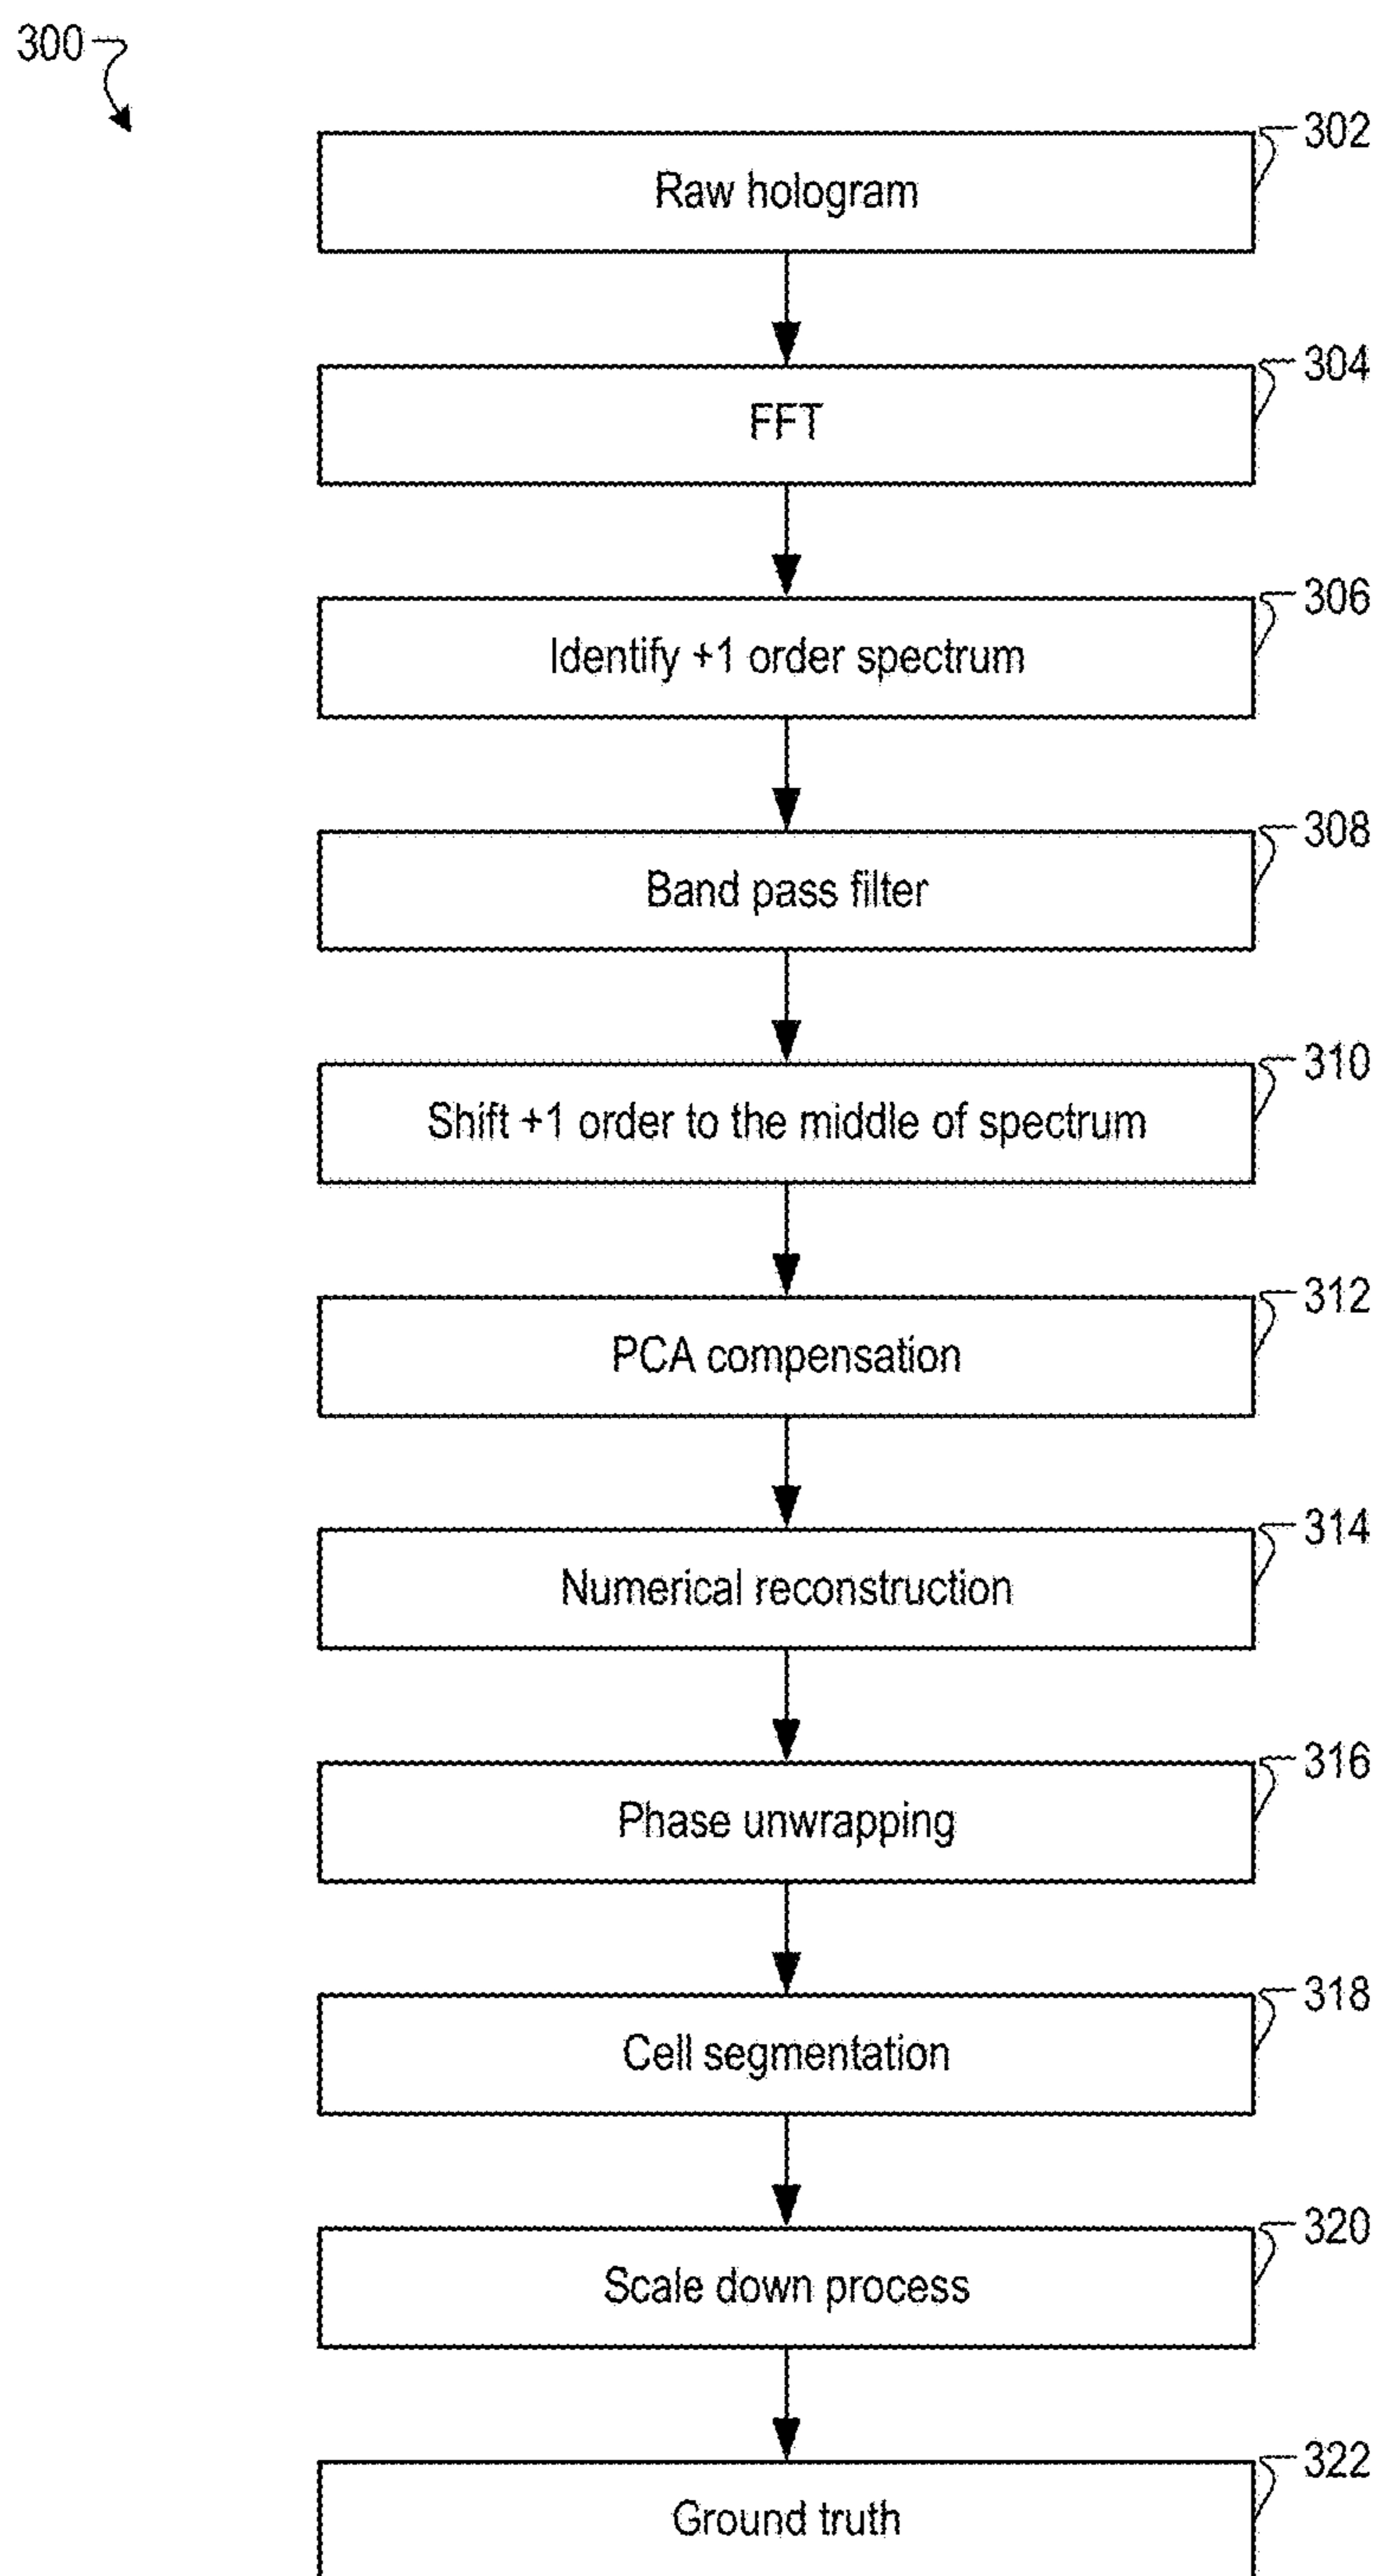 300
302
Raw hologram
304
FFT
306
Identify +1 order spectrum
308
Band pass filter
310
Shift +1 order to the middle of spectrum
312
PCA compensation
314
Numerical reconstruction
316
Phase unwrapping
318
Cell segmentation
320
Scale down process
322
Ground truth